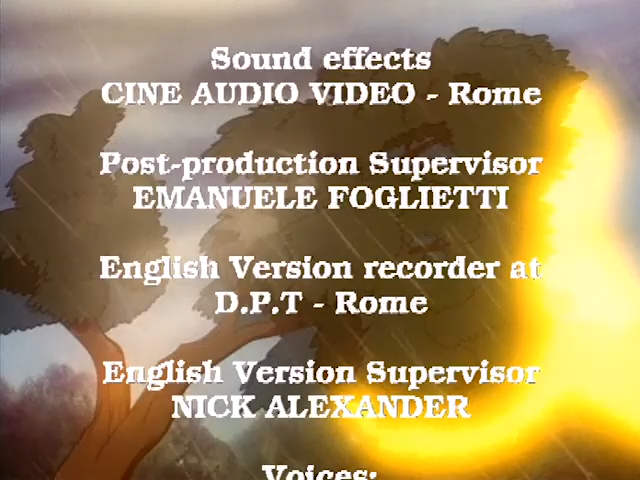 Sound effects
CINE AUDIO VIDEO - Rome
Post-production Supervisor
EMANUELE FOGLIETTI
English Version recorder at
D.P.T - Rome
English Version Supervisor
NICK ALEXANDER
Voices: